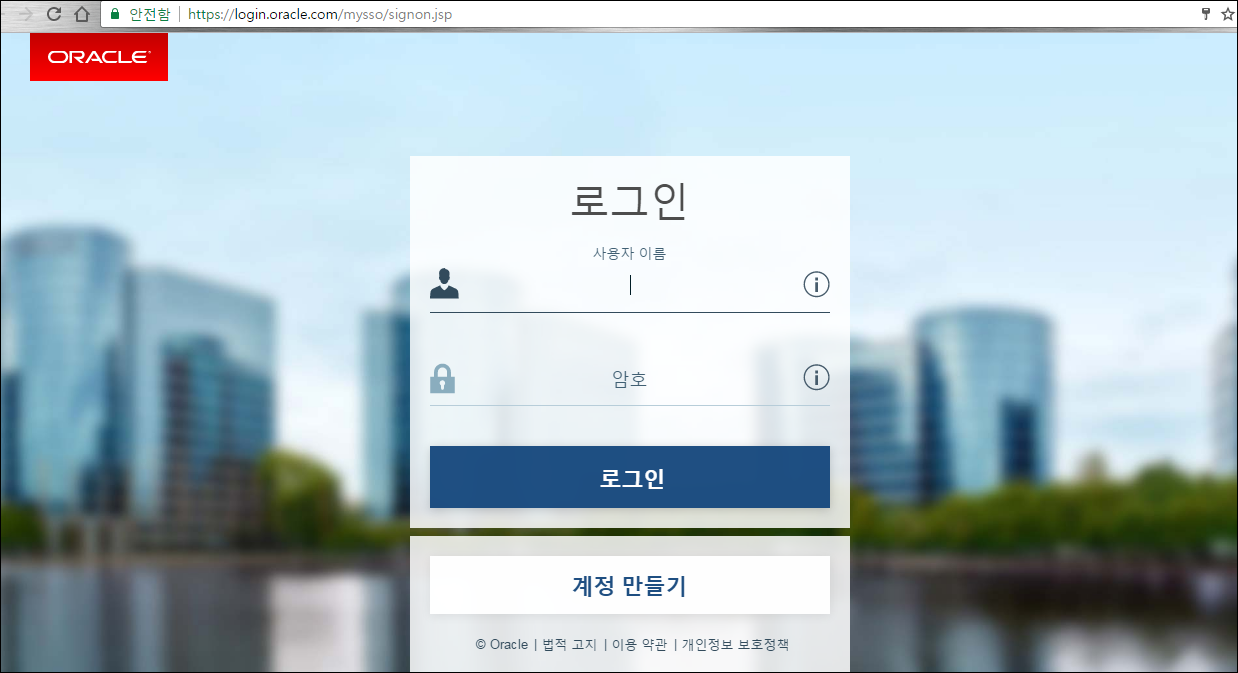 안전함 | https://login.oracle.com/mysso/signon.jsp
ORACLE
로그인
사용자 이름
암호
로그인
계정 만들기
© Oracle | 법적 고지 | 이용 약관 | 개인정보 보호정책